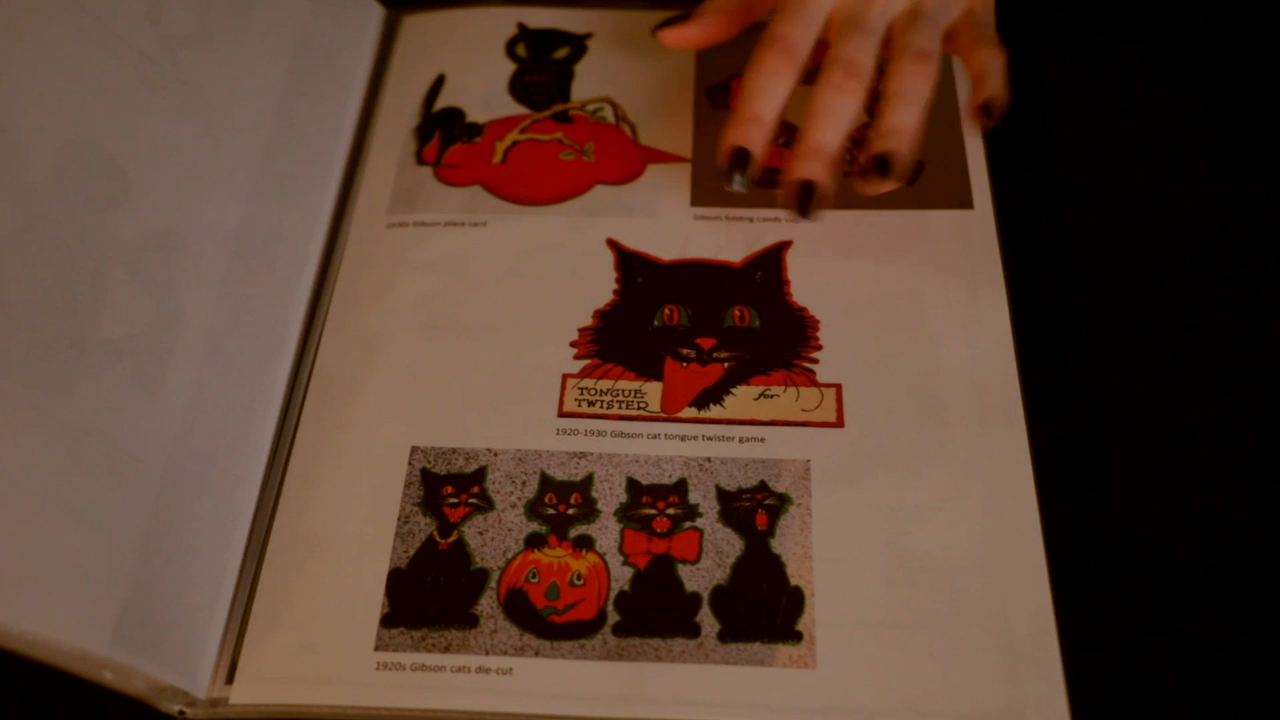 1930s Gibson place card
Gibson folding candy
TONGUE
TWISTER
for
1920-1930 Gibson cat tongue twister game
1920s Gibson cats die-cut